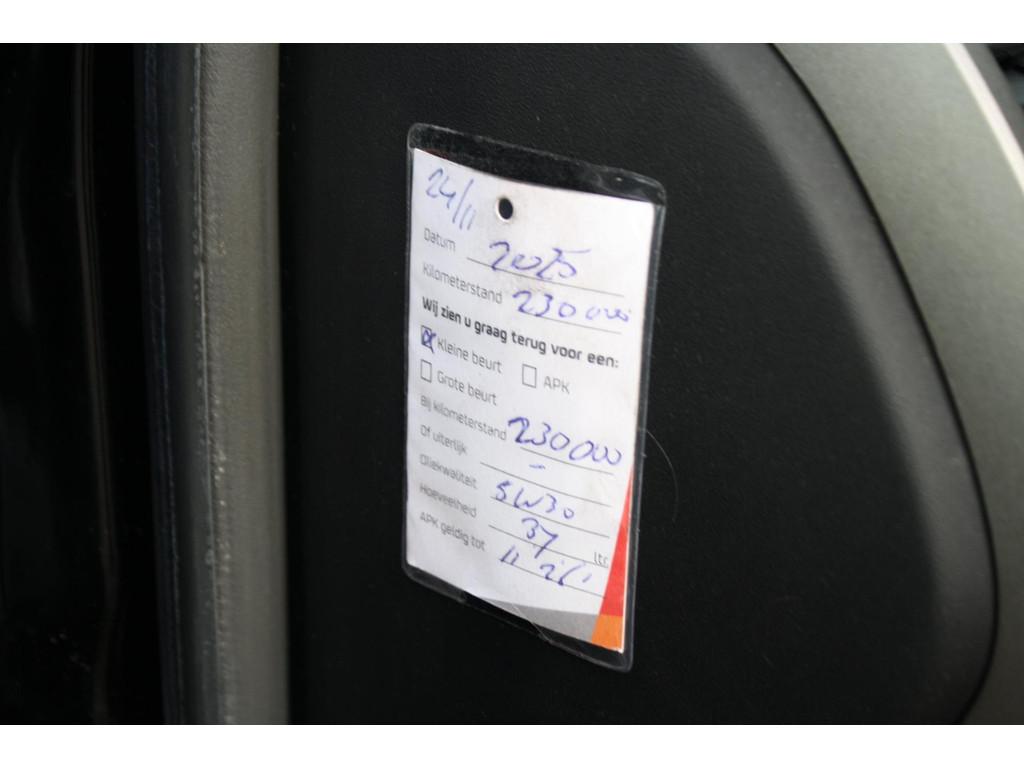 24/11
Datum 2025
Kilometerstand 230000
Wij zien u graag terug voor een:
Kleine beurt APK
Grote beurt
Bij kilometerstand 230000
Of uiterlijk -
Oliekwaliteit 5W30
Hoeveelheid 37 ltr.
APK geldig tot 11